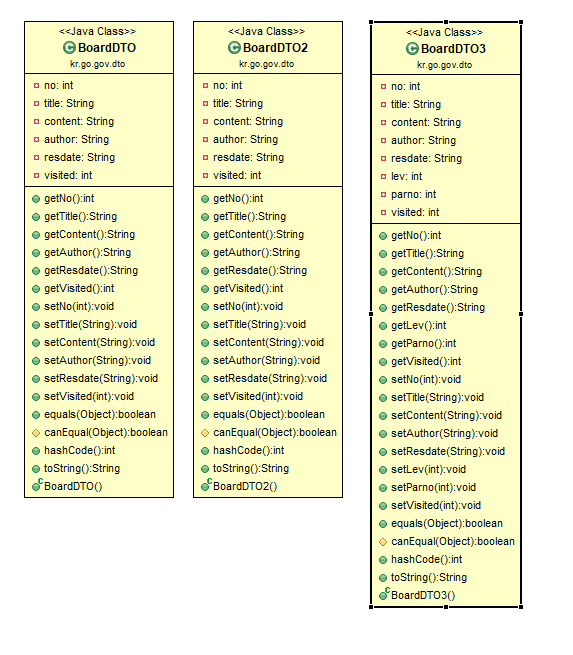 <<Java Class>>
BoardDTO
kr.go.gov.dto
no: int
title: String
content: String
author: String
resdate: String
visited: int
getNo():int
getTitle():String
getContent():String
getAuthor():String
getResdate():String
getVisited():int
setNo(int):void
setTitle(String):void
setContent(String):void
setAuthor(String):void
setResdate(String):void
setVisited(int):void
equals(Object):boolean
canEqual(Object):boolean
hashCode():int
toString():String
BoardDTO()
<<Java Class>>
BoardDTO2
kr.go.gov.dto
no: int
title: String
content: String
author: String
resdate: String
visited: int
getNo():int
getTitle():String
getContent():String
getAuthor():String
getResdate():String
getVisited():int
setNo(int):void
setTitle(String):void
setContent(String):void
setAuthor(String):void
setResdate(String):void
setVisited(int):void
equals(Object):boolean
canEqual(Object):boolean
hashCode():int
toString():String
BoardDTO2()
<<Java Class>>
BoardDTO3
kr.go.gov.dto
no: int
title: String
content: String
author: String
resdate: String
lev: int
parno: int
visited: int
getNo():int
getTitle():String
getContent():String
getAuthor():String
getResdate():String
getLev():int
getParno():int
getVisited():int
setNo(int):void
setTitle(String):void
setContent(String):void
setAuthor(String):void
setResdate(String):void
setLev(int):void
setParno(int):void
setVisited(int):void
equals(Object):boolean
canEqual(Object):boolean
hashCode():int
toString():String
BoardDTO3()